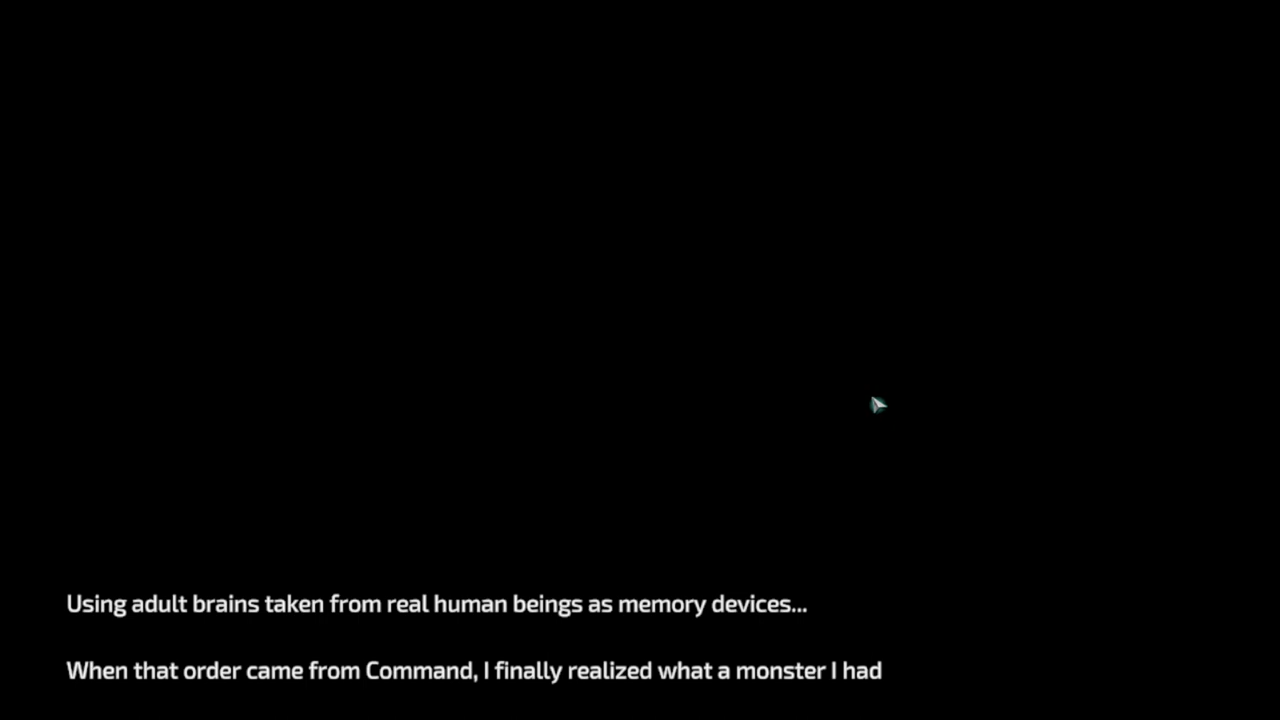 Using adult brains taken from real human beings as memory devices...
When that order came from Command, I finally realized what a monster I had